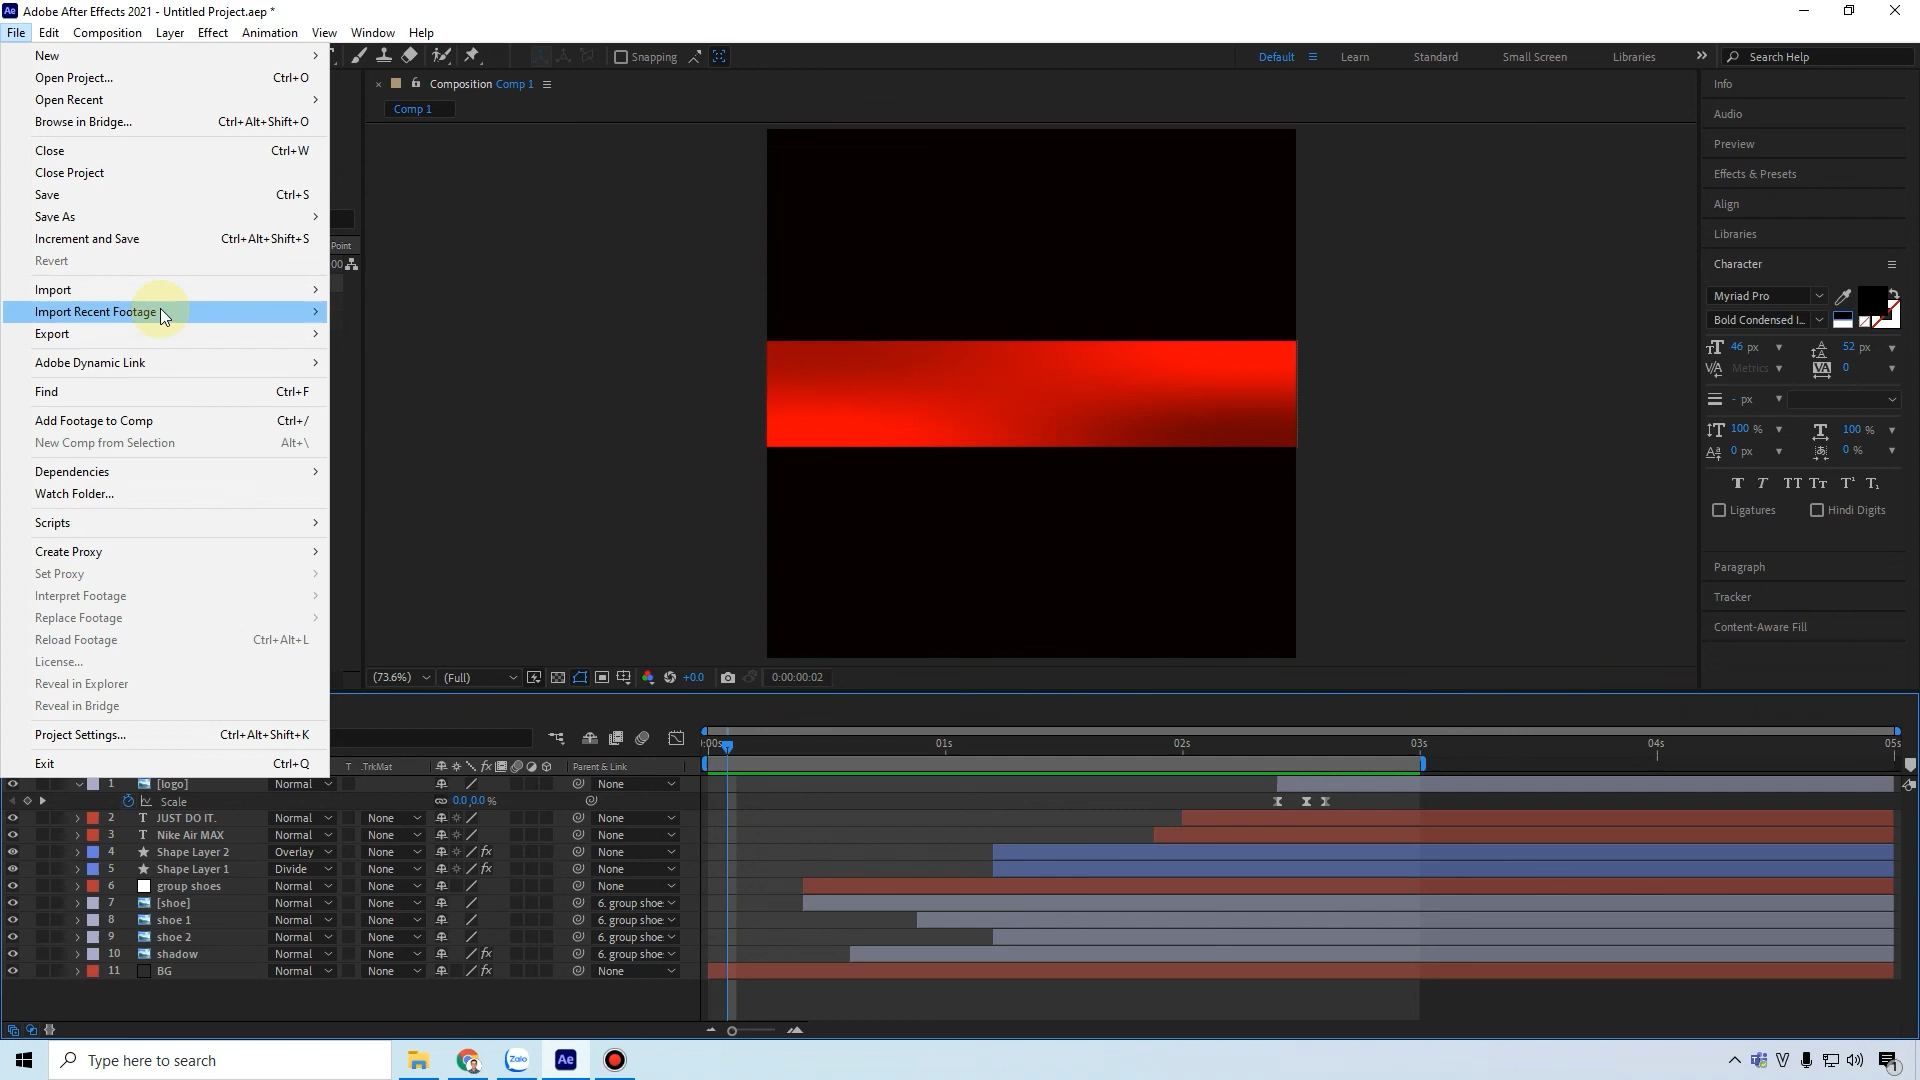 Adobe After Effects 2021 - Untitled Project.aep *
File Edit Composition Layer Effect Animation View Window Help
Snapping
Default Learn Standard Small Screen Libraries Search Help
New
Open Project... Ctrl+O
Open Recent
Browse in Bridge... Ctrl+Alt+Shift+O
Close Ctrl+W
Close Project
Save Ctrl+S
Save As
Increment and Save Ctrl+Alt+Shift+S
Revert
Import
Import Recent Footage
Export
Adobe Dynamic Link
Find Ctrl+F
Add Footage to Comp Ctrl+/
New Comp from Selection Alt+\
Dependencies
Watch Folder...
Scripts
Create Proxy
Set Proxy
Interpret Footage
Replace Footage
Reload Footage Ctrl+Alt+L
License...
Reveal in Explorer
Reveal in Bridge
Project Settings... Ctrl+Alt+Shift+K
Exit Ctrl+Q
Point
00
Composition Comp 1
Comp 1
(73.6%) (Full) +0.0 0:00:00:02
Info
Audio
Preview
Effects & Presets
Align
Libraries
Character
Myriad Pro
Bold Condensed I...
46 px 52 px
Metrics 0
- px
100 % 100 %
0 px 0 %
Ligatures Hindi Digits
Paragraph
Tracker
Content-Aware Fill
:00s 01s 02s 03s 04s 05s
T .TrkMat fx Parent & Link
1 [logo] Normal None
Scale 0.0,0.0 %
2 T JUST DO IT. Normal None None
3 T Nike Air MAX Normal None None
4 Shape Layer 2 Overlay None fx None
5 Shape Layer 1 Divide None fx None
6 group shoes Normal None None
7 [shoe] Normal None 6. group shoe
8 shoe 1 Normal None 6. group shoe
9 shoe 2 Normal None 6. group shoe
10 shadow Normal None fx 6. group shoe
11 BG Normal None fx None
Type here to search
Zalo
Ae
1